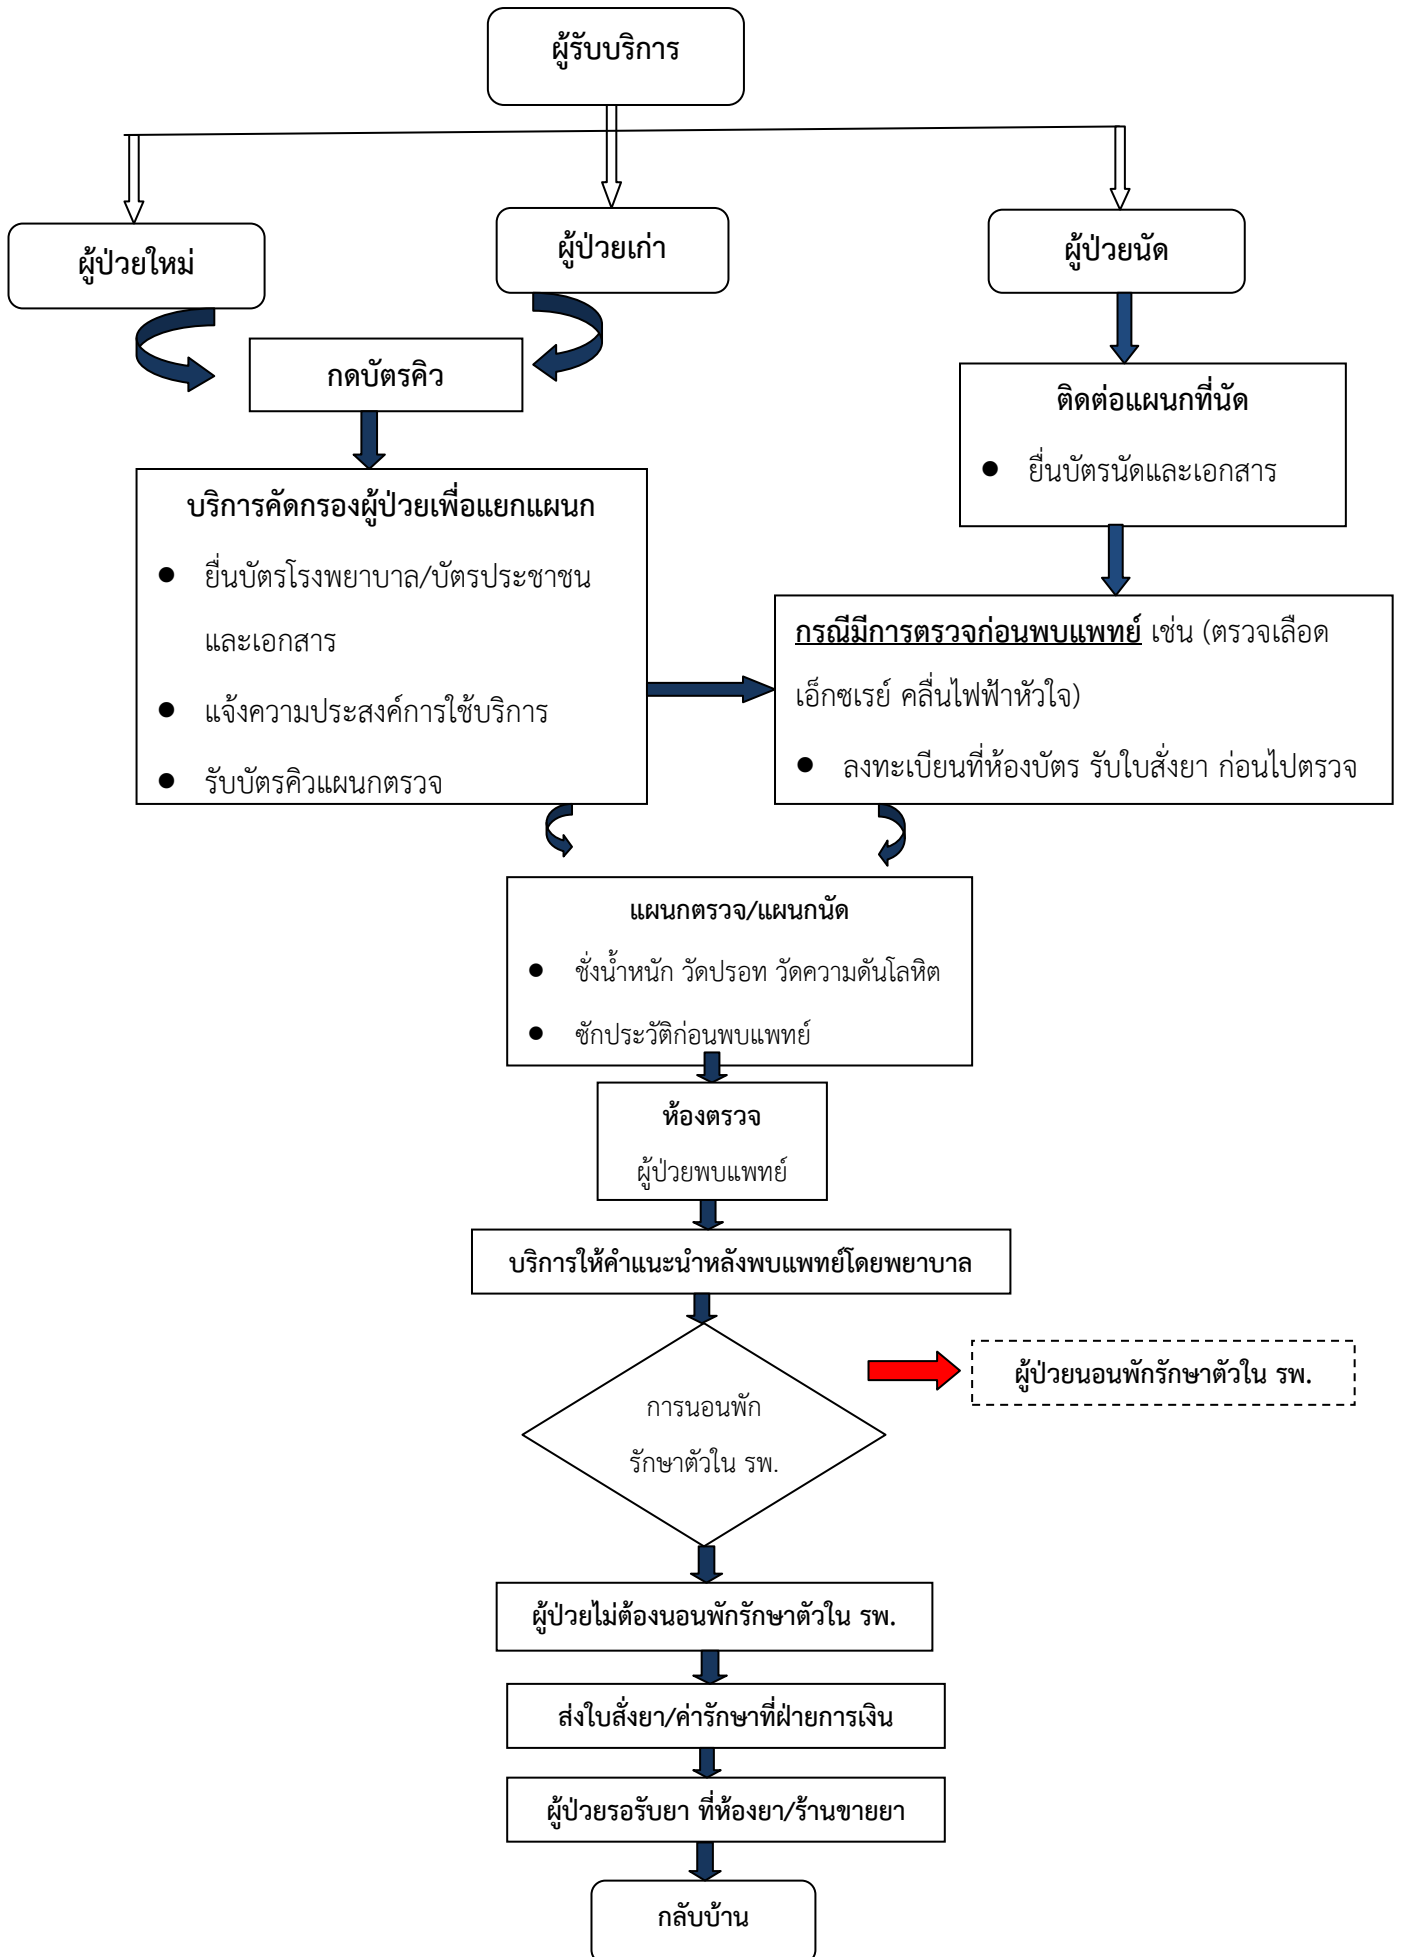 ผู้รับบริการ
ผู้ป่วยใหม่
ผู้ป่วยเก่า
ผู้ป่วยนัด
กดบัตรคิว
ติดต่อแผนกที่นัด
● ยื่นบัตรนัดและเอกสาร
บริการคัดกรองผู้ป่วยเพื่อแยกแผนก
● ยื่นบัตรโรงพยาบาล/บัตรประชาชน
และเอกสาร
● แจ้งความประสงค์การใช้บริการ
● รับบัตรคิวแผนกตรวจ
กรณีมีการตรวจก่อนพบแพทย์ เช่น (ตรวจเลือด
เอ็กซเรย์ คลื่นไฟฟ้าหัวใจ)
● ลงทะเบียนที่ห้องบัตร รับใบสั่งยา ก่อนไปตรวจ
แผนกตรวจ/แผนกนัด
● ชั่งน้ำหนัก วัดปรอท วัดความดันโลหิต
● ซักประวัติก่อนพบแพทย์
ห้องตรวจ
ผู้ป่วยพบแพทย์
บริการให้คำแนะนำหลังพบแพทย์โดยพยาบาล
ผู้ป่วยนอนพักรักษาตัวใน รพ.
การนอนพัก
รักษาตัวใน รพ.
ผู้ป่วยไม่ต้องนอนพักรักษาตัวใน รพ.
ส่งใบสั่งยา/ค่ารักษาที่ฝ่ายการเงิน
ผู้ป่วยรอรับยา ที่ห้องยา/ร้านขายยา
กลับบ้าน